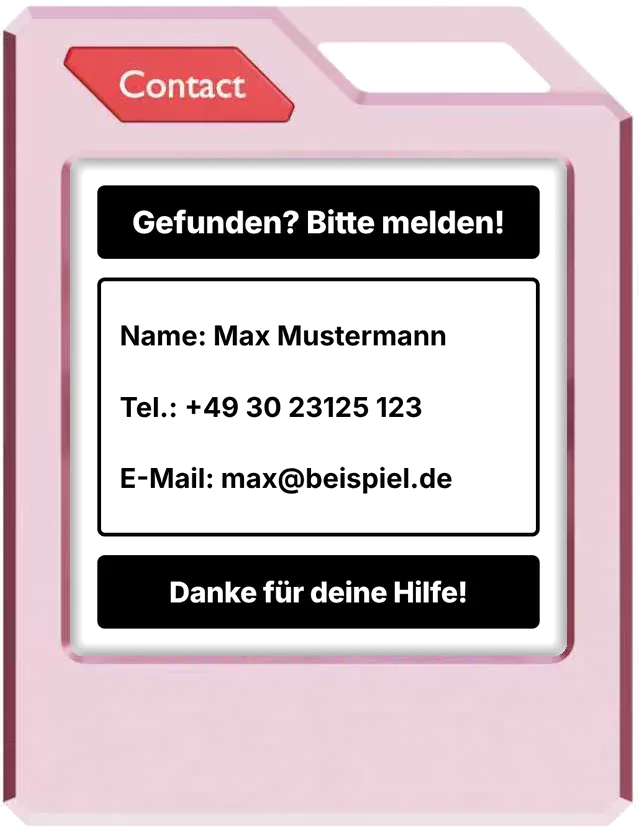 Contact
Gefunden? Bitte melden!
Name: Max Mustermann
Tel.: +49 30 23125 123
E-Mail: max@beispiel.de
Danke für deine Hilfe!